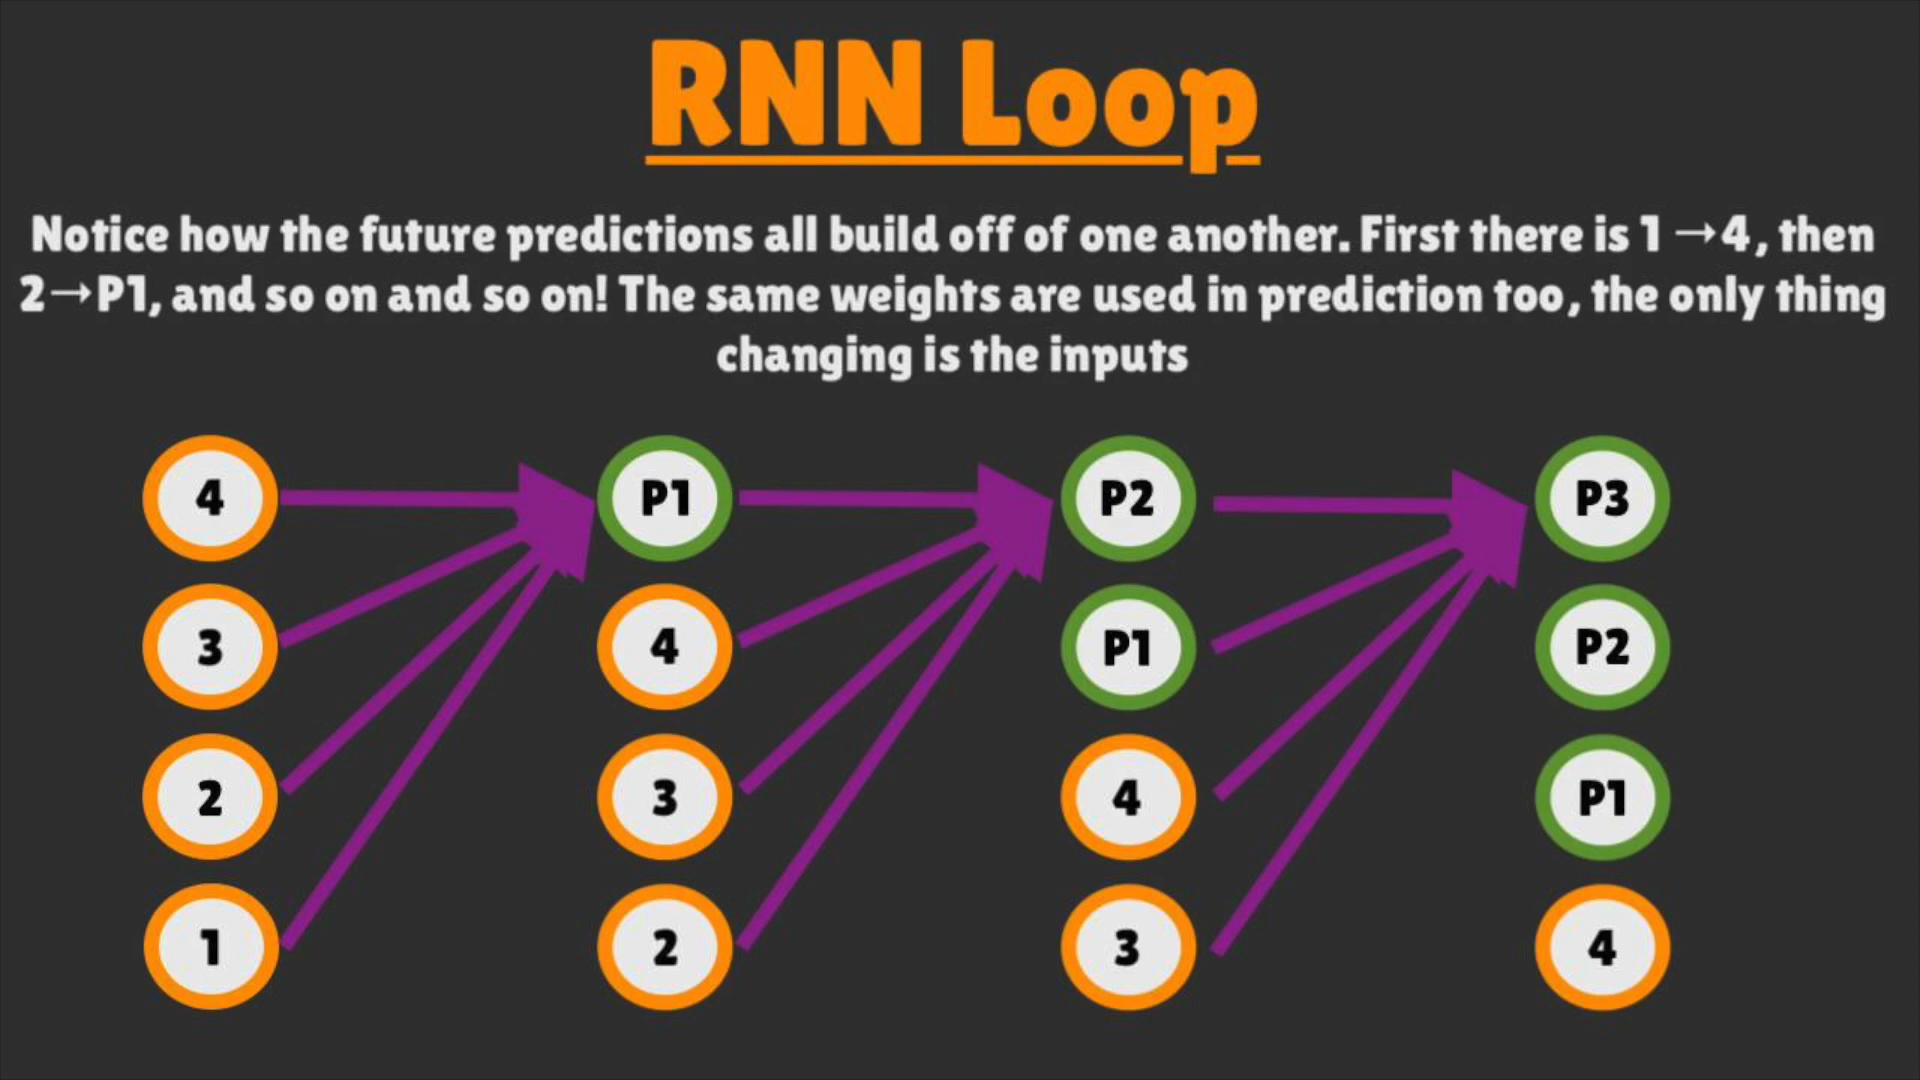 RNN Loop
Notice how the future predictions all build off of one another. First there is 1 →4, then
2→P1, and so on and so on! The same weights are used in prediction too, the only thing
changing is the inputs
4 P1 P2 P3
3 4 P1 P2
2 3 4 P1
1 2 3 4